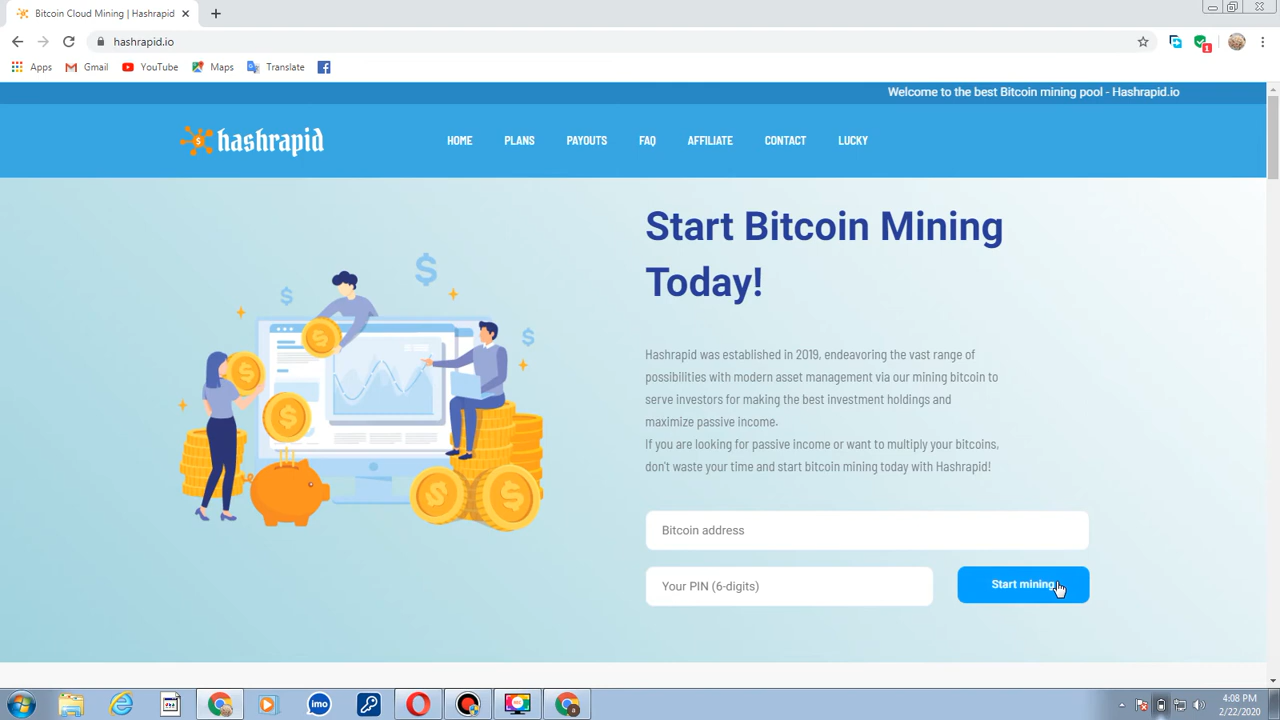 Bitcoin Cloud Mining | Hashrapid
hashrapid.io
1
Apps
Gmail
YouTube
Maps
Translate
Welcome to the best Bitcoin mining pool - Hashrapid.io
hashrapid
HOME
PLANS
PAYOUTS
FAQ
AFFILIATE
CONTACT
LUCKY
Start Bitcoin Mining
Today!
Hashrapid was established in 2019, endeavoring the vast range of
possibilities with modern asset management via our mining bitcoin to
serve investors for making the best investment holdings and
maximize passive income.
If you are looking for passive income or want to multiply your bitcoins,
don't waste your time and start bitcoin mining today with Hashrapid!
Bitcoin address
Your PIN (6-digits)
Start mining
imo
4:08 PM
2/22/2020